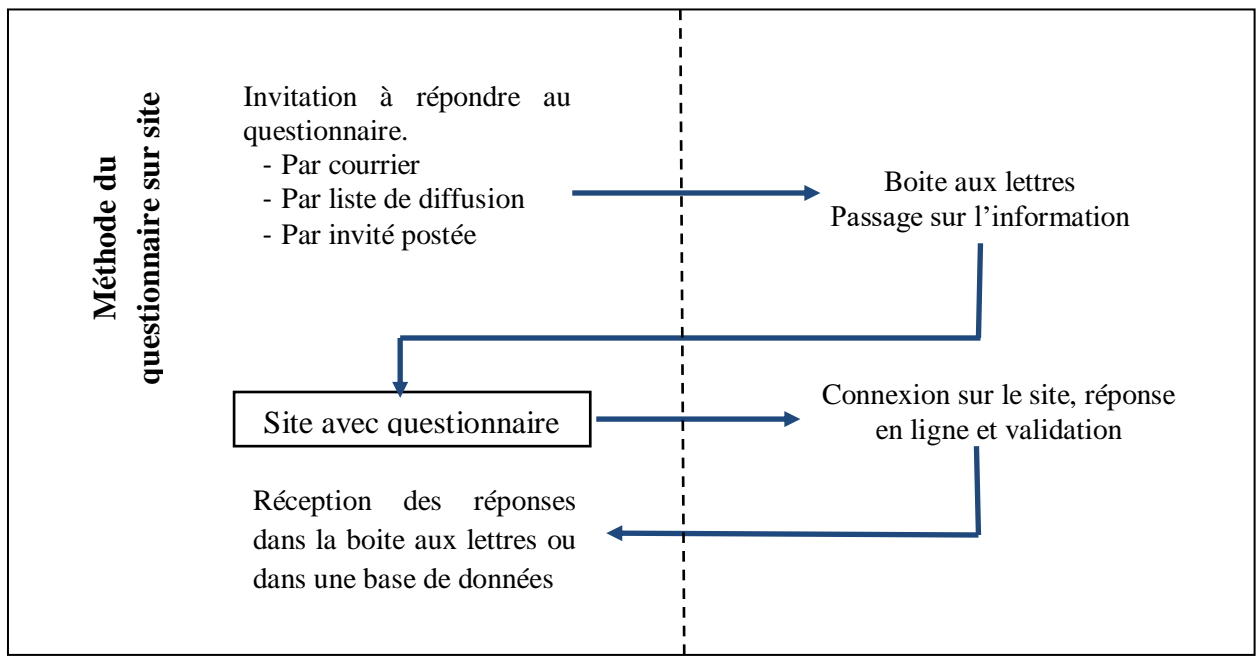 Méthode du
questionnaire sur site
Invitation à répondre au
questionnaire.
- Par courrier
- Par liste de diffusion
- Par invité postée
Boite aux lettres
Passage sur l’information
Site avec questionnaire
Connexion sur le site, réponse
en ligne et validation
Réception des réponses
dans la boite aux lettres ou
dans une base de données